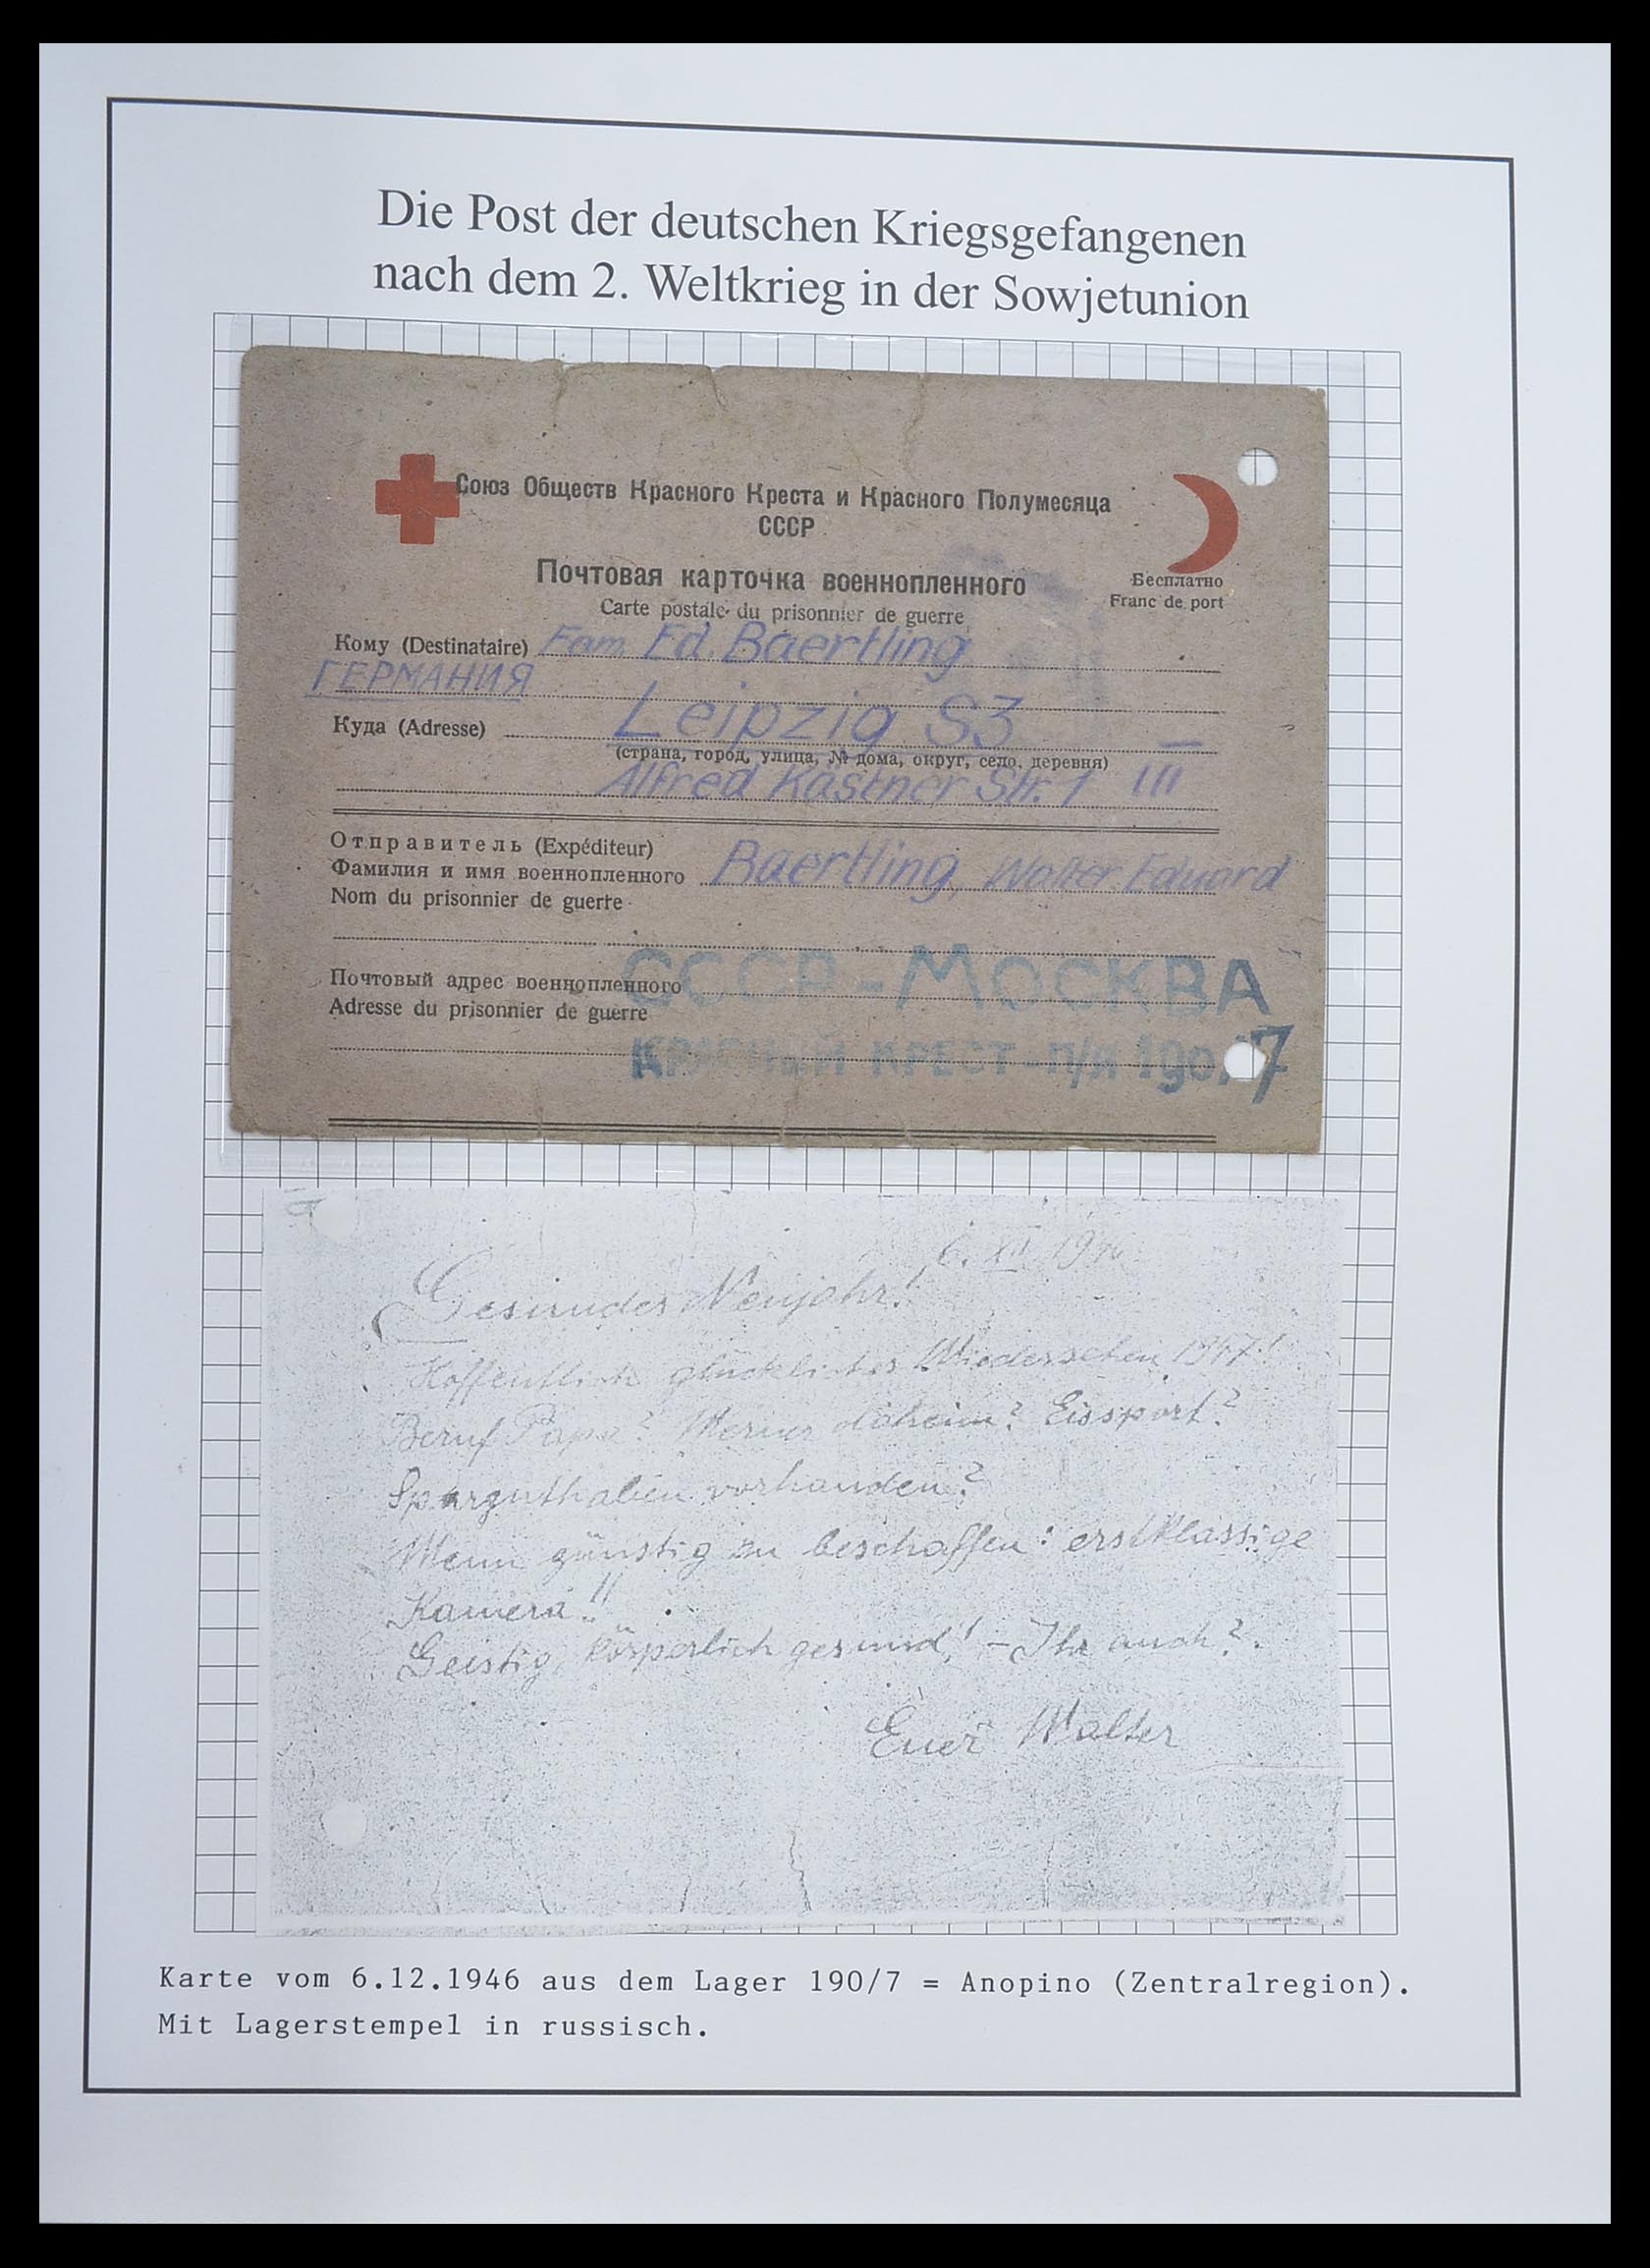 Die Post der deutschen Kriegsgefangenen
nach dem 2. Weltkrieg in der Sowjetunion
Союз Обществ Красного Креста и Красного Полумесяца
СССР
Почтовая карточка военнопленного
Бесплатно
Carte postale du prisonnier de guerre
Franc de port
Кому (Destinataire) Fam. Ed. Baertling
ГЕРМАНИЯ
Куда (Adresse) Leipzig S3
(страна, город, улица, № дома, округ, село, деревня)
Alfred Kästner Str. 1 III
Отправитель (Expéditeur)
Фамилия и имя военнопленного Baertling, Walter Eduard
Nom du prisonnier de guerre
СССР-МОСКВА
Почтовый адрес военнопленного
Adresse du prisonnier de guerre
КРАСНЫЙ КРЕСТ-П/Я 190/7
6. XII 1946
Gesundes Neujahr!
Hoffentlich glückliches Wiedersehen 1947!
Beruf Papa? Werner daheim? Eissport?
Sparguthaben vorhanden?
Wenn günstig zu beschaffen: erstklassige
Kamera!!
Geistig, körperlich gesund! – Ihr auch?
Euer Walter
Karte vom 6.12.1946 aus dem Lager 190/7 = Anopino (Zentralregion).
Mit Lagerstempel in russisch.